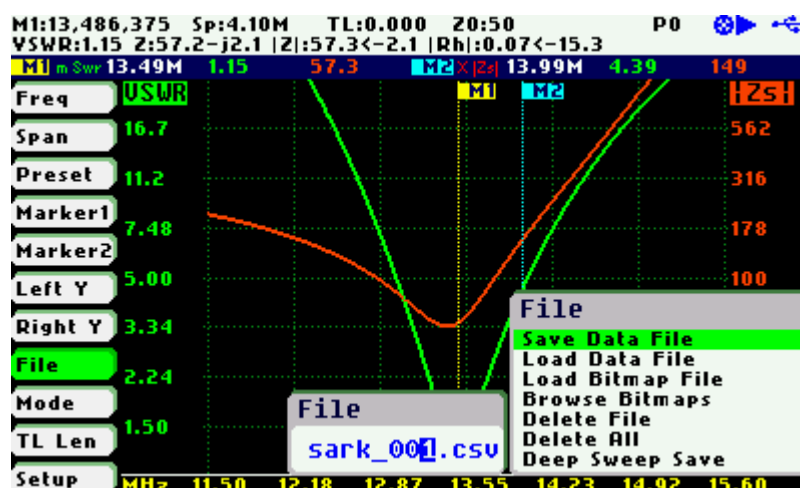 M1:13,486,375 Sp:4.10M TL:0.000 Z0:50 P0
VSWR:1.15 Z:57.2-j2.1 |Z|:57.3<-2.1 |Rh|:0.07<-15.3
M1 m Swr 13.49M 1.15 57.3 M2 X |Zs| 13.99M 4.39 149
Freq
Span
Preset
Marker1
Marker2
Left Y
Right Y
File
Mode
TL Len
Setup
VSWR
16.7
11.2
7.48
5.00
3.34
2.24
1.50
M1 M2
|Zs|
562
316
178
100
File
sark_001.csv
File
Save Data File
Load Data File
Load Bitmap File
Browse Bitmaps
Delete File
Delete All
Deep Sweep Save
MHz 11.50 12.18 12.87 13.55 14.23 14.92 15.60